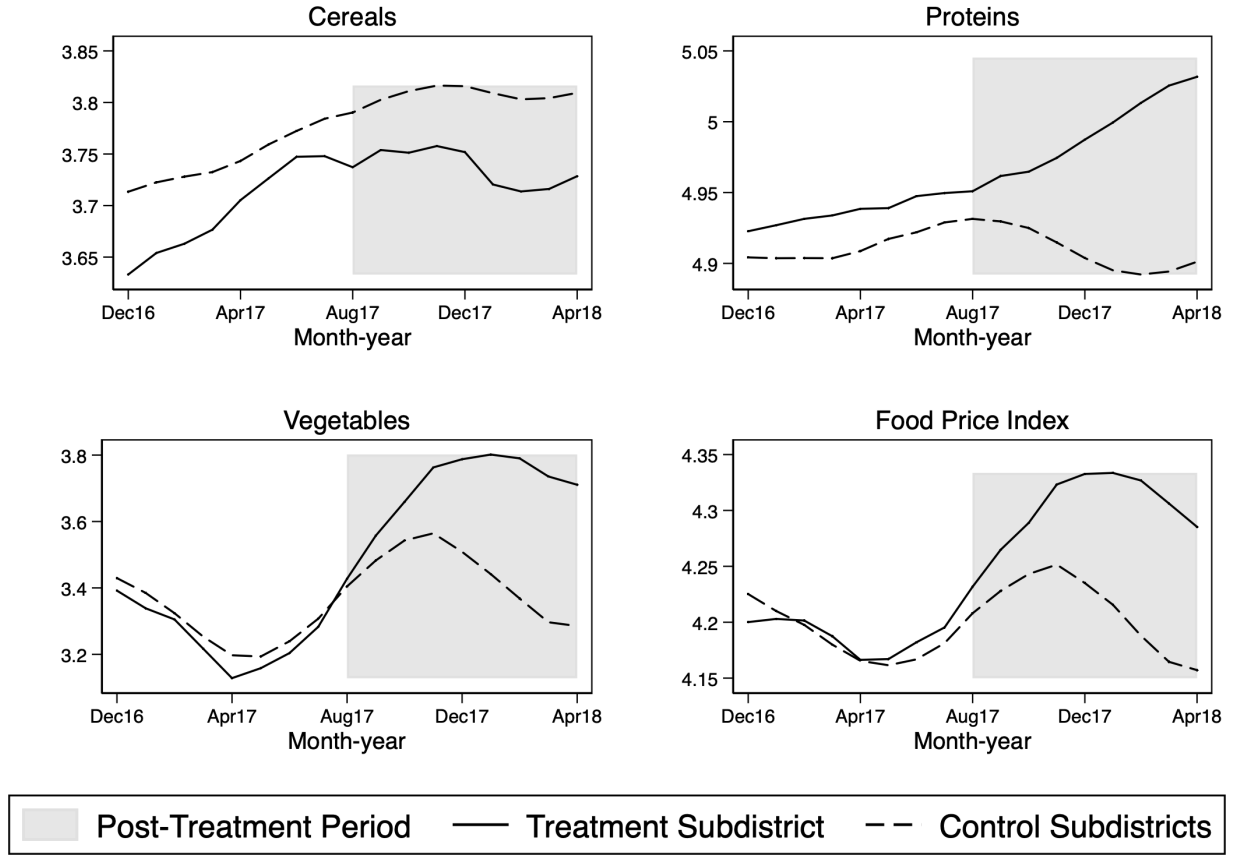 Cereals
3.85
3.8
3.75
3.7
3.65
Dec16 Apr17 Aug17 Dec17 Apr18
Month-year
Proteins
5.05
5
4.95
4.9
Dec16 Apr17 Aug17 Dec17 Apr18
Month-year
Vegetables
3.8
3.6
3.4
3.2
Dec16 Apr17 Aug17 Dec17 Apr18
Month-year
Food Price Index
4.35
4.3
4.25
4.2
4.15
Dec16 Apr17 Aug17 Dec17 Apr18
Month-year
Post-Treatment Period Treatment Subdistrict Control Subdistricts